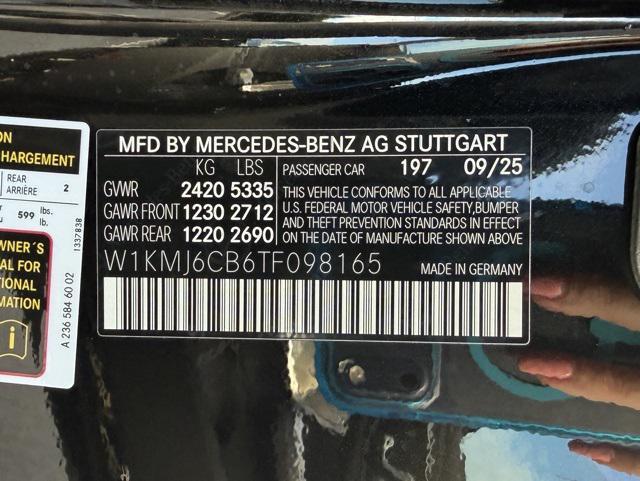 ON
HARGEMENT
REAR
ARRIÈRE 2
599 lbs.
lb.
1337838
WNER´S
AL FOR
TIONAL
MATION
i
A 236 584 60 02
MFD BY MERCEDES-BENZ AG STUTTGART
KG LBS PASSENGER CAR 197 09/25
GVWR 2420 5335
GAWR FRONT 1230 2712
GAWR REAR 1220 2690
THIS VEHICLE CONFORMS TO ALL APPLICABLE
U.S. FEDERAL MOTOR VEHICLE SAFETY,BUMPER
AND THEFT PREVENTION STANDARDS IN EFFECT
ON THE DATE OF MANUFACTURE SHOWN ABOVE
W1KMJ6CB6TF098165 MADE IN GERMANY